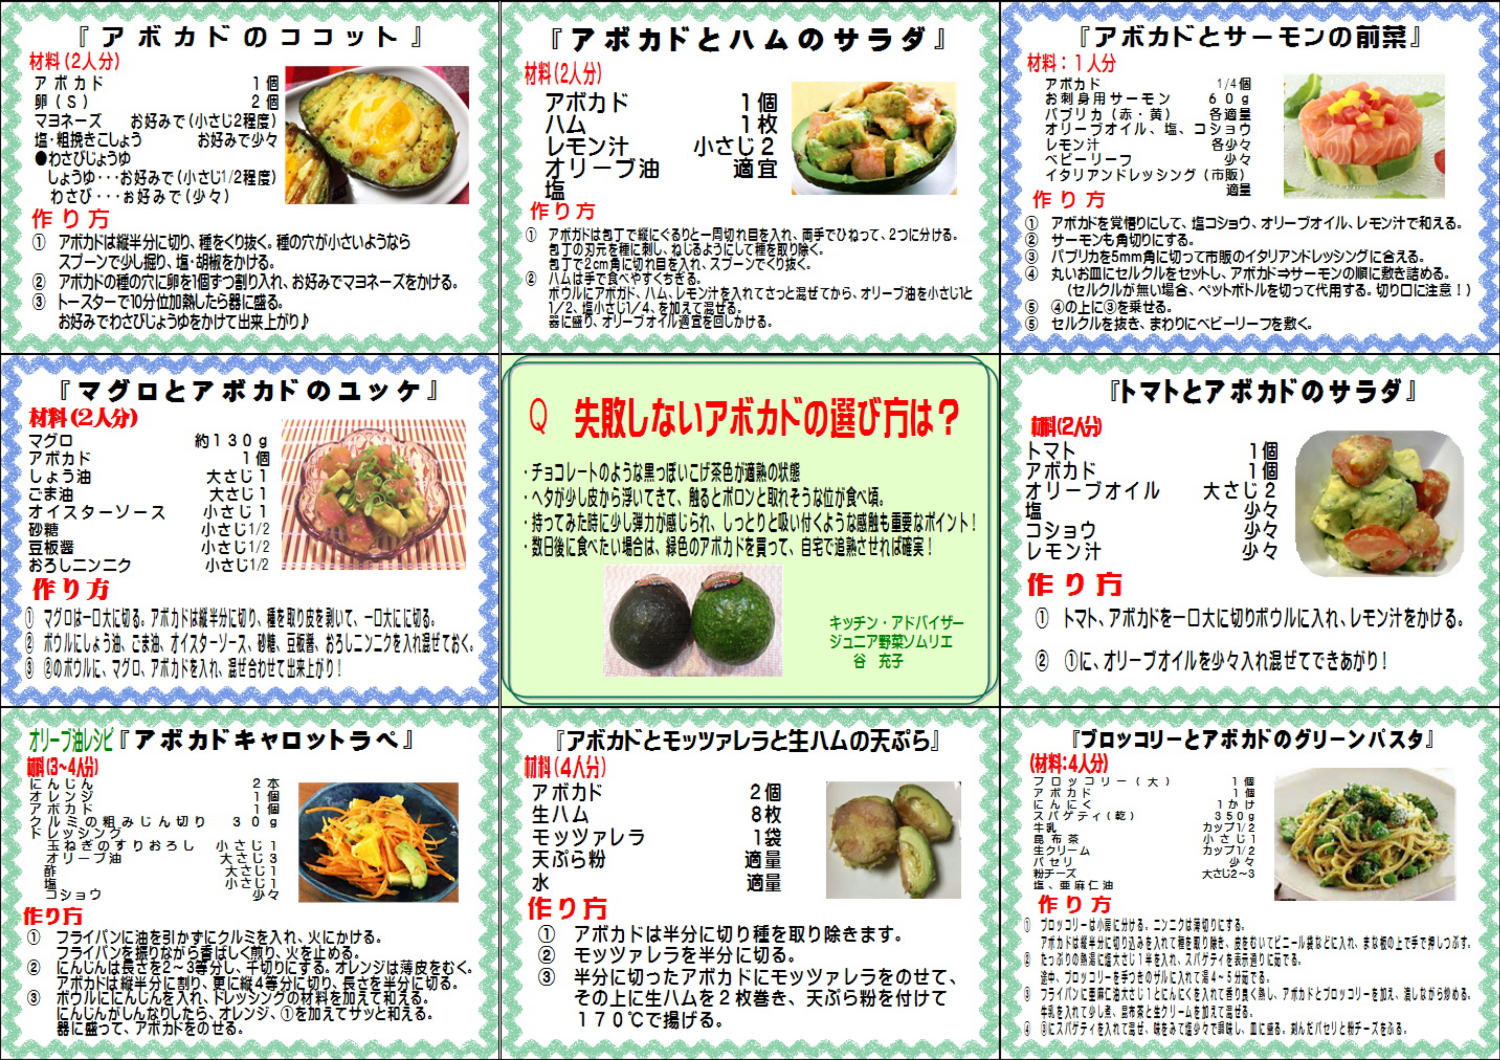 『アボカドのココット』
材料(2人分)
アボカド 1個
卵(S) 2個
マヨネーズ お好みで(小さじ2程度)
塩・粗挽きこしょう お好みで少々
●わさびじょうゆ
しょうゆ・・・お好みで(小さじ1/2程度)
わさび・・・お好みで(少々)
作り方
① アボカドは縦半分に切り、種をくり抜く。種の穴が小さいようなら
スプーンで少し掘り、塩・胡椒をかける。
② アボカドの種の穴に卵を1個ずつ割り入れ、お好みでマヨネーズをかける。
③ トースターで10分位加熱したら器に盛る。
お好みでわさびじょうゆをかけて出来上がり♪
『アボカドとハムのサラダ』
材料(2人分)
アボカド 1個
ハム 1枚
レモン汁 小さじ2
オリーブ油 適宜
塩
作り方
① アボカドは包丁で縦にぐるりと一周切れ目を入れ、両手でひねって、2つに分ける。
包丁の刃元を種に刺し、ねじるようにして種を取り除く。
包丁で2cm角に切れ目を入れ、スプーンでくり抜く。
② ハムは手で食べやすくちぎる。
ボウルにアボカド、ハム、レモン汁を入れてさっと混ぜてから、オリーブ油を小さじ1と
1/2、塩小さじ1/4、を加えて混ぜる。
器に盛り、オリーブオイル適宜を回しかける。
『アボカドとサーモンの前菜』
材料:1人分
アボカド 1/4個
お刺身用サーモン 60g
パプリカ(赤・黄) 各適量
オリーブオイル、塩、コショウ
レモン汁 各少々
ベビーリーフ 少々
イタリアンドレッシング(市販)
適量
作り方
① アボカドを覚悟りにして、塩コショウ、オリーブオイル、レモン汁で和える。
② サーモンも角切りにする。
③ パプリカを5mm角に切って市販のイタリアンドレッシングに合える。
④ 丸いお皿にセルクルをセットし、アボカド⇒サーモンの順に敷き詰める。
(セルクルが無い場合、ペットボトルを切って代用する。切り口に注意!)
⑤ ④の上に③を乗せる。
⑤ セルクルを抜き、まわりにベビーリーフを敷く。
『マグロとアボカドのユッケ』
材料(2人分)
マグロ 約130g
アボカド 1個
しょう油 大さじ1
ごま油 大さじ1
オイスターソース 小さじ1
砂糖 小さじ1/2
豆板醤 小さじ1/2
おろしニンニク 小さじ1/2
作り方
① マグロは一口大に切る。アボカドは縦半分に切り、種を取り皮を剥いて、一口大にに切る。
② ボウルにしょう油、ごま油、オイスターソース、砂糖、豆板醤、おろしニンニクを入れ混ぜておく。
③ ②のボウルに、マグロ、アボカドを入れ、混ぜ合わせて出来上がり!
Q 失敗しないアボカドの選び方は?
・チョコレートのような黒っぽいこげ茶色が適熟の状態
・ヘタが少し皮から浮いてきて、触るとポロンと取れそうな位が食べ頃。
・持ってみた時に少し弾力が感じられ、しっとりと吸い付くような感触も重要なポイント!
・数日後に食べたい場合は、緑色のアボカドを買って、自宅で追熟させれば確実!
キッチン・アドバイザー
ジュニア野菜ソムリエ
谷 充子
『トマトとアボカドのサラダ』
材料(2人分)
トマト 1個
アボカド 1個
オリーブオイル 大さじ2
塩 少々
コショウ 少々
レモン汁 少々
作り方
① トマト、アボカドを一口大に切りボウルに入れ、レモン汁をかける。
② ①に、オリーブオイルを少々入れ混ぜてできあがり!
オリーブ油レシピ『アボカドキャロットラペ』
材料(3~4人分)
にんじん 2本
オレンジ 1個
アボカド 1個
クルミの粗みじん切り 30g
ドレッシング
玉ねぎのすりおろし 小さじ1
オリーブ油 大さじ3
酢 大さじ1
塩 小さじ1
コショウ 少々
作り方
① フライパンに油を引かずにクルミを入れ、火にかける。
フライパンを振りながら香ばしく煎り、火を止める。
② にんじんは長さを2~3等分し、千切りにする。オレンジは薄皮をむく。
アボカドは縦半分に割り、更に縦4等分に切り、長さを半分に切る。
③ ボウルににんじんを入れ、ドレッシングの材料を加えて和える。
にんじんがしんなりしたら、オレンジ、①を加えてサッと和える。
器に盛って、アボカドをのせる。
『アボカドとモッツァレラと生ハムの天ぷら』
材料(4人分)
アボカド 2個
生ハム 8枚
モッツァレラ 1袋
天ぷら粉 適量
水 適量
作り方
① アボカドは半分に切り種を取り除きます。
② モッツァレラを半分に切る。
③ 半分に切ったアボカドにモッツァレラをのせて、
その上に生ハムを2枚巻き、天ぷら粉を付けて
170℃で揚げる。
『ブロッコリーとアボカドのグリーンパスタ』
(材料:4人分)
ブロッコリー(大) 1個
アボカド 1個
にんにく 1かけ
スパゲティ(乾) 350g
牛乳 カップ1/2
昆布茶 小さじ1
生クリーム カップ1/2
パセリ 少々
粉チーズ 大さじ2~3
塩、亜麻仁油
作り方
① ブロッコリーは小房に分ける。ニンニクは薄切りにする。
アボカドは縦半分に切り込みを入れて種を取り除き、皮をむいてビニール袋などに入れ、まな板の上で手で押しつぶす。
② たっぷりの熱湯に塩大さじ1半を入れ、スパゲティを表示通りに茹でる。
途中、ブロッコリーを手つきのザルに入れて湯4~5分茹でる。
③ フライパンに亜麻仁油大さじ1とにんにくを入れて香り良く熱し、アボカドとブロッコリーを加え、潰しながら炒める。
牛乳を入れて少し煮、昆布茶と生クリームを加えて混ぜる。
④ ③にスパゲティを入れて混ぜ、味をみて塩少々で調味し、皿に盛る。刻んだパセリと粉チーズをふる。